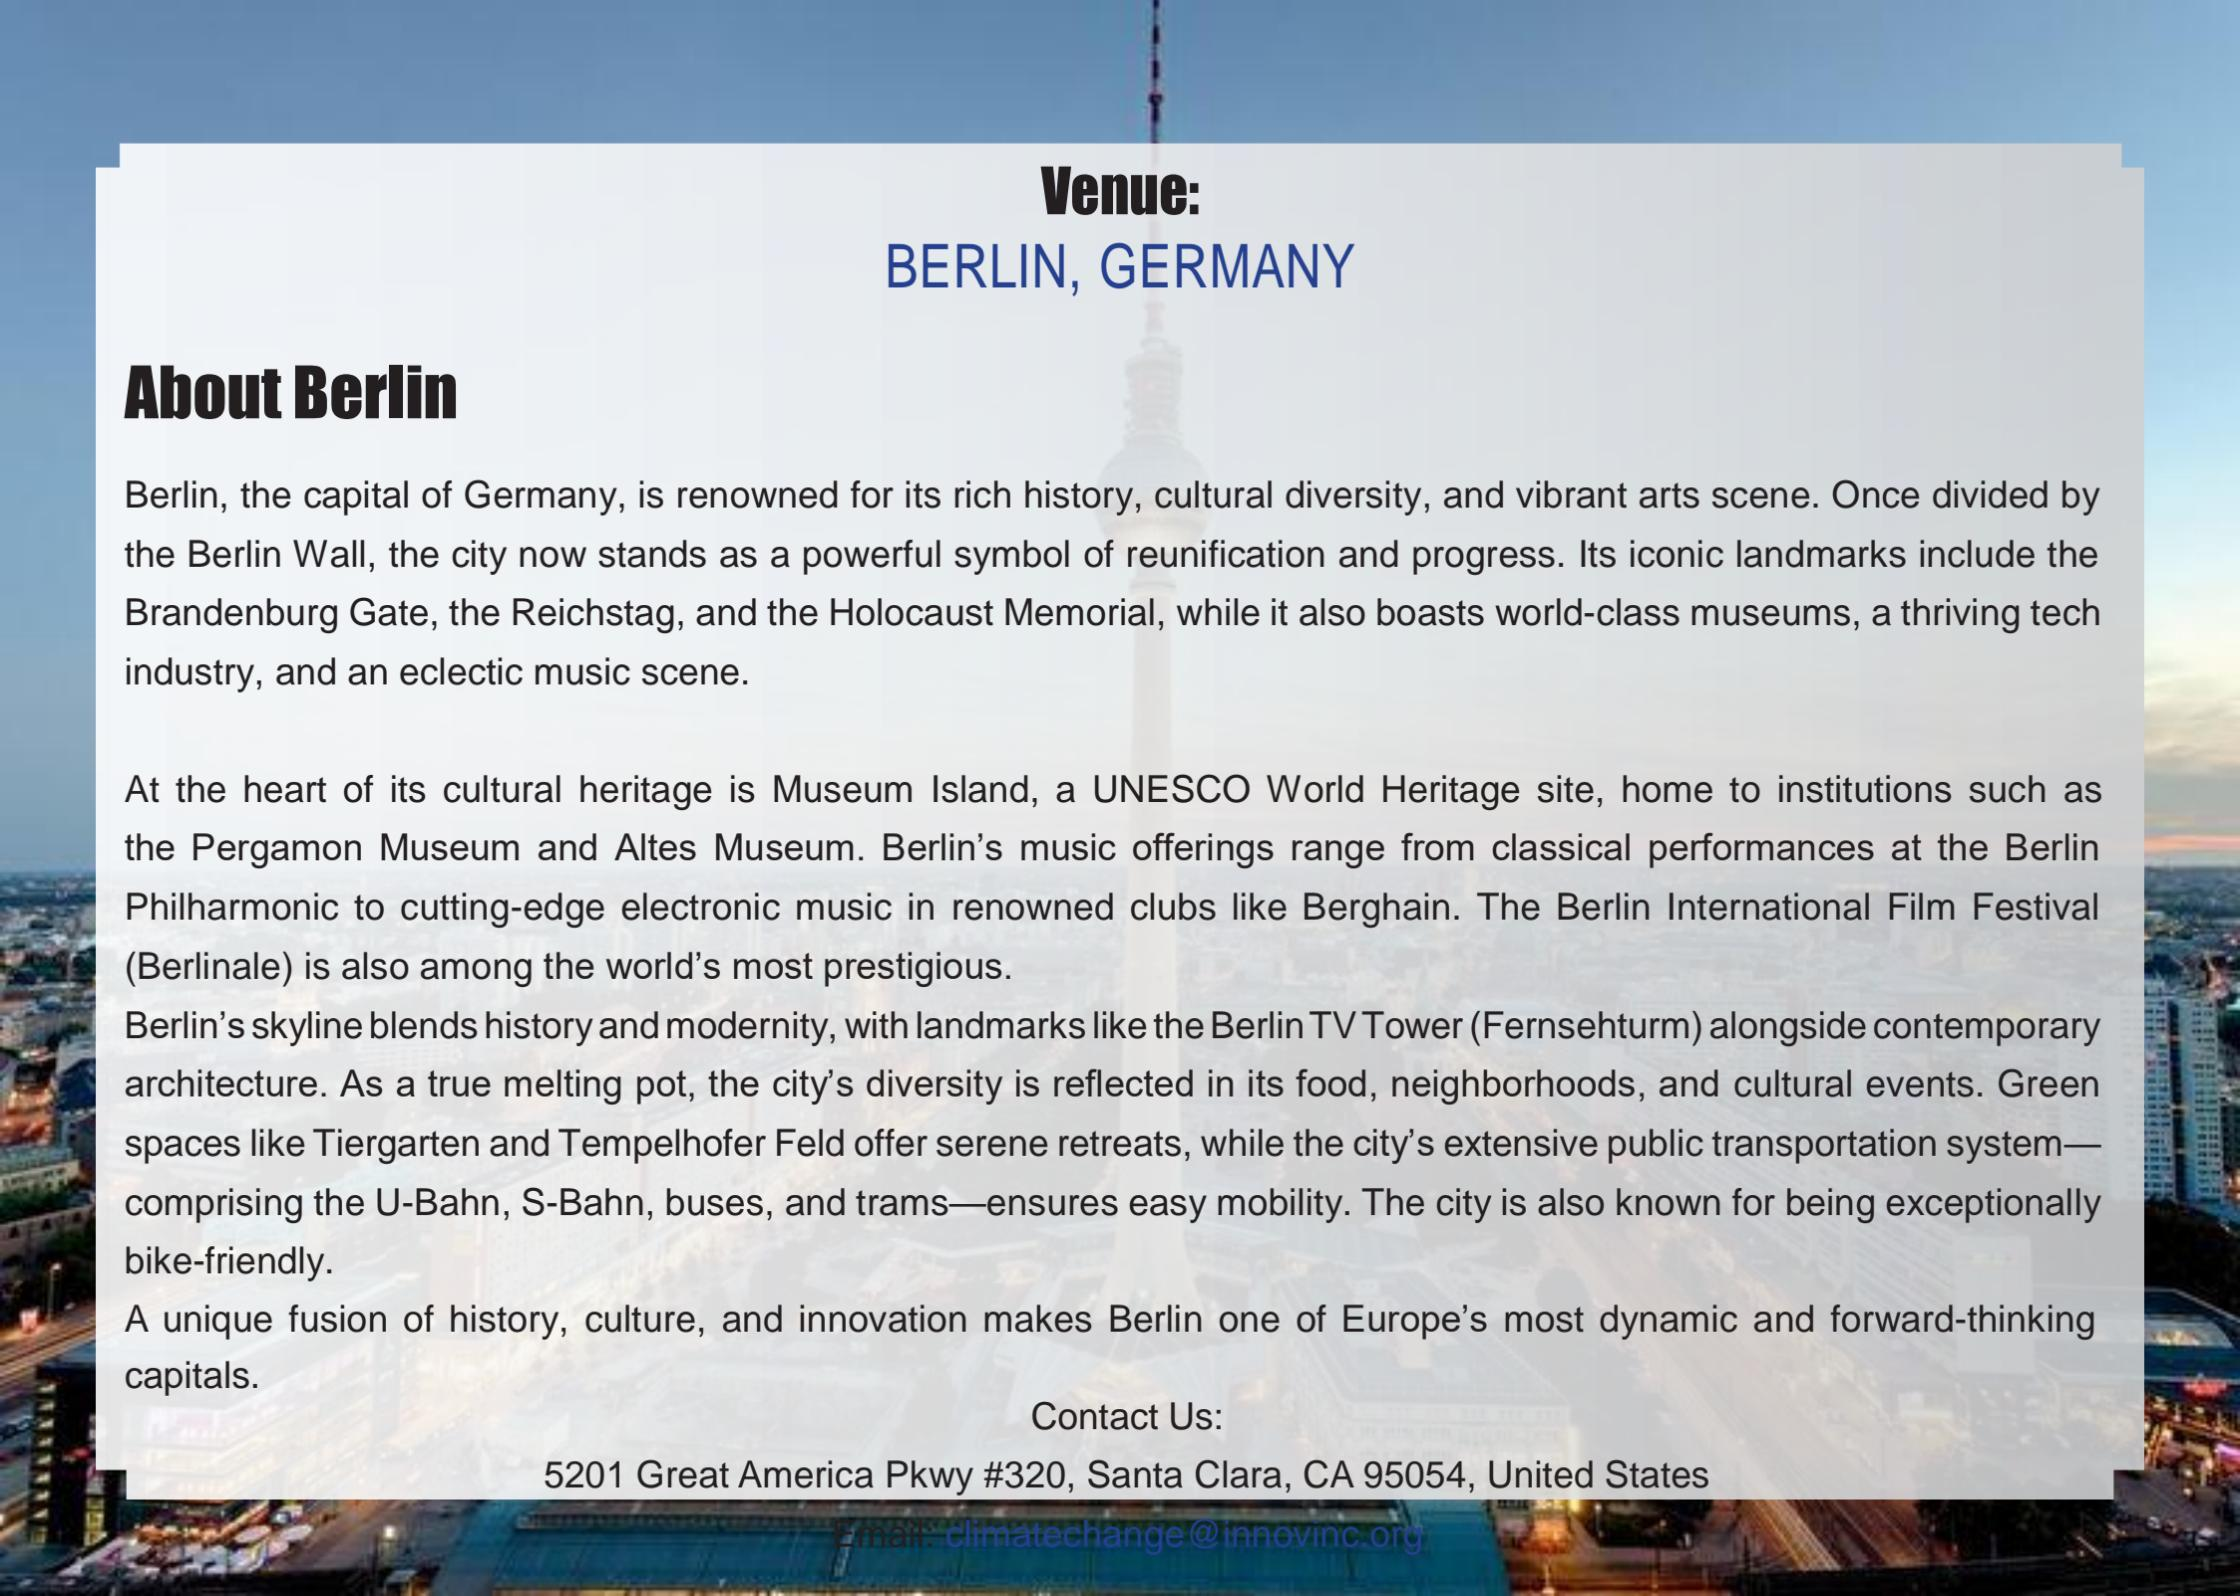 Venue:
BERLIN, GERMANY
About Berlin
Berlin, the capital of Germany, is renowned for its rich history, cultural diversity, and vibrant arts scene. Once divided by
the Berlin Wall, the city now stands as a powerful symbol of reunification and progress. Its iconic landmarks include the
Brandenburg Gate, the Reichstag, and the Holocaust Memorial, while it also boasts world-class museums, a thriving tech
industry, and an eclectic music scene.
At the heart of its cultural heritage is Museum Island, a UNESCO World Heritage site, home to institutions such as
the Pergamon Museum and Altes Museum. Berlin’s music offerings range from classical performances at the Berlin
Philharmonic to cutting-edge electronic music in renowned clubs like Berghain. The Berlin International Film Festival
(Berlinale) is also among the world’s most prestigious.
Berlin’s skyline blends history and modernity, with landmarks like the Berlin TV Tower (Fernsehturm) alongside contemporary
architecture. As a true melting pot, the city’s diversity is reflected in its food, neighborhoods, and cultural events. Green
spaces like Tiergarten and Tempelhofer Feld offer serene retreats, while the city’s extensive public transportation system—
comprising the U-Bahn, S-Bahn, buses, and trams—ensures easy mobility. The city is also known for being exceptionally
bike-friendly.
A unique fusion of history, culture, and innovation makes Berlin one of Europe’s most dynamic and forward-thinking
capitals.
Contact Us:
5201 Great America Pkwy #320, Santa Clara, CA 95054, United States
Email: climatechange@innovinc.org